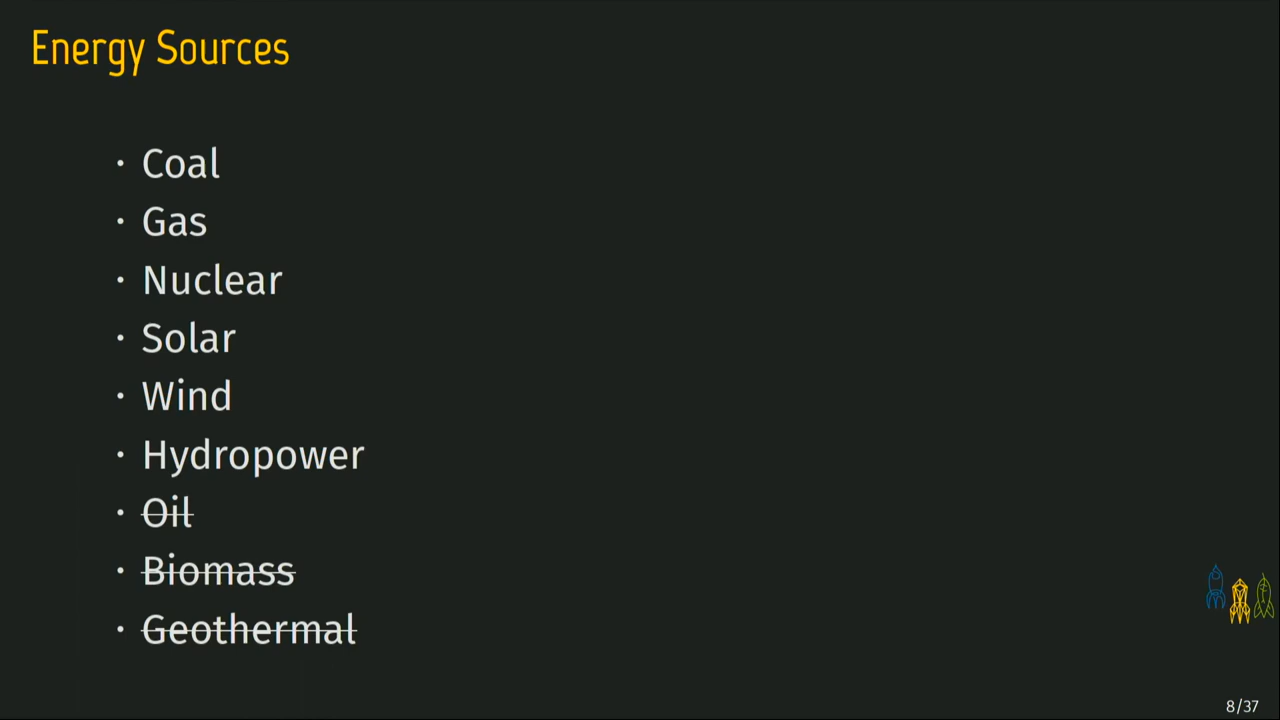 Energy Sources
· Coal
· Gas
· Nuclear
· Solar
· Wind
· Hydropower
· Oil
· Biomass
· Geothermal
8/37